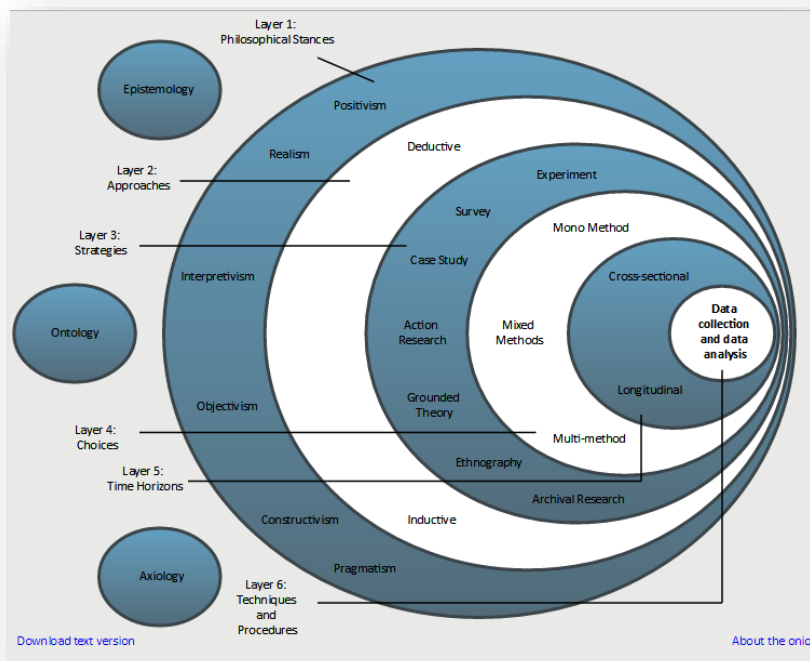 Layer 1:
Philosophical Stances
Epistemology
Positivism
Realism
Deductive
Layer 2:
Approaches
Experiment
Survey
Mono Method
Layer 3:
Strategies
Case Study
Interpretivism
Cross-sectional
Data
collection
and data
analysis
Ontology
Action
Research
Mixed
Methods
Longitudinal
Grounded
Theory
Objectivism
Layer 4:
Choices
Multi-method
Ethnography
Layer 5:
Time Horizons
Archival Research
Constructivism
Inductive
Pragmatism
Axiology
Layer 6:
Techniques
and
Procedures
Download text version
About the onio